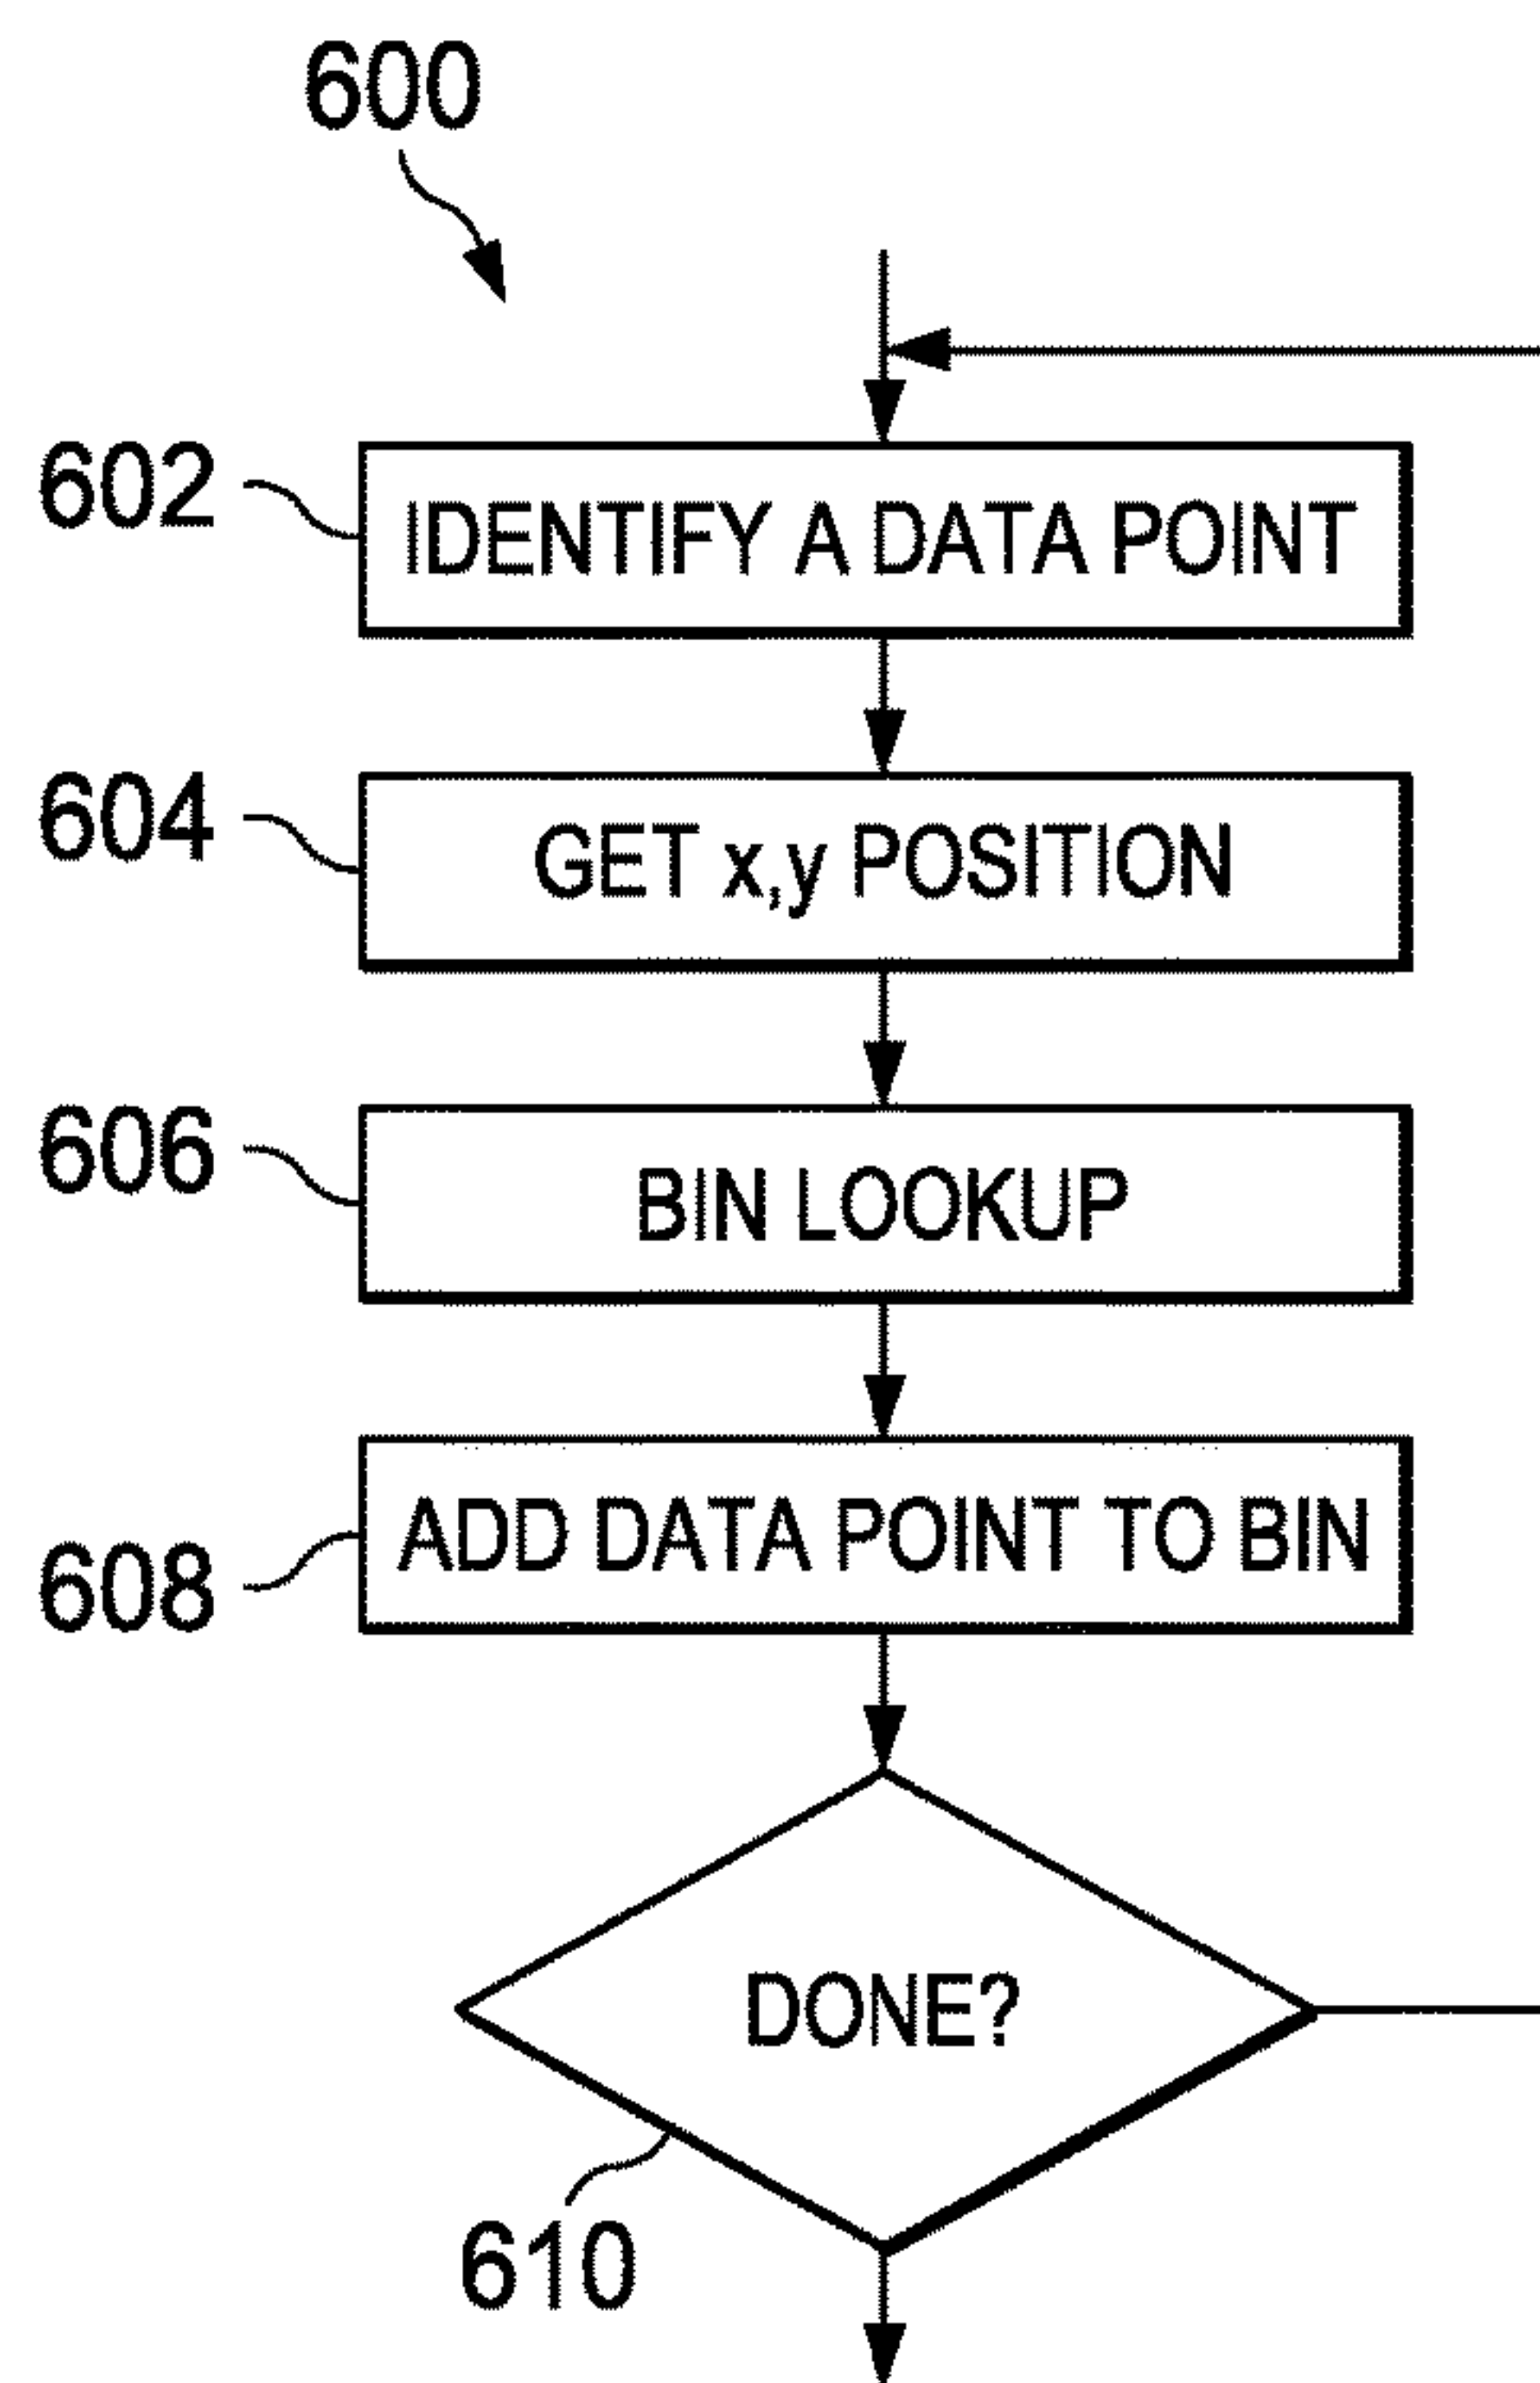 600
602
IDENTIFY A DATA POINT
604
GET x,y POSITION
606
BIN LOOKUP
608
ADD DATA POINT TO BIN
DONE?
610